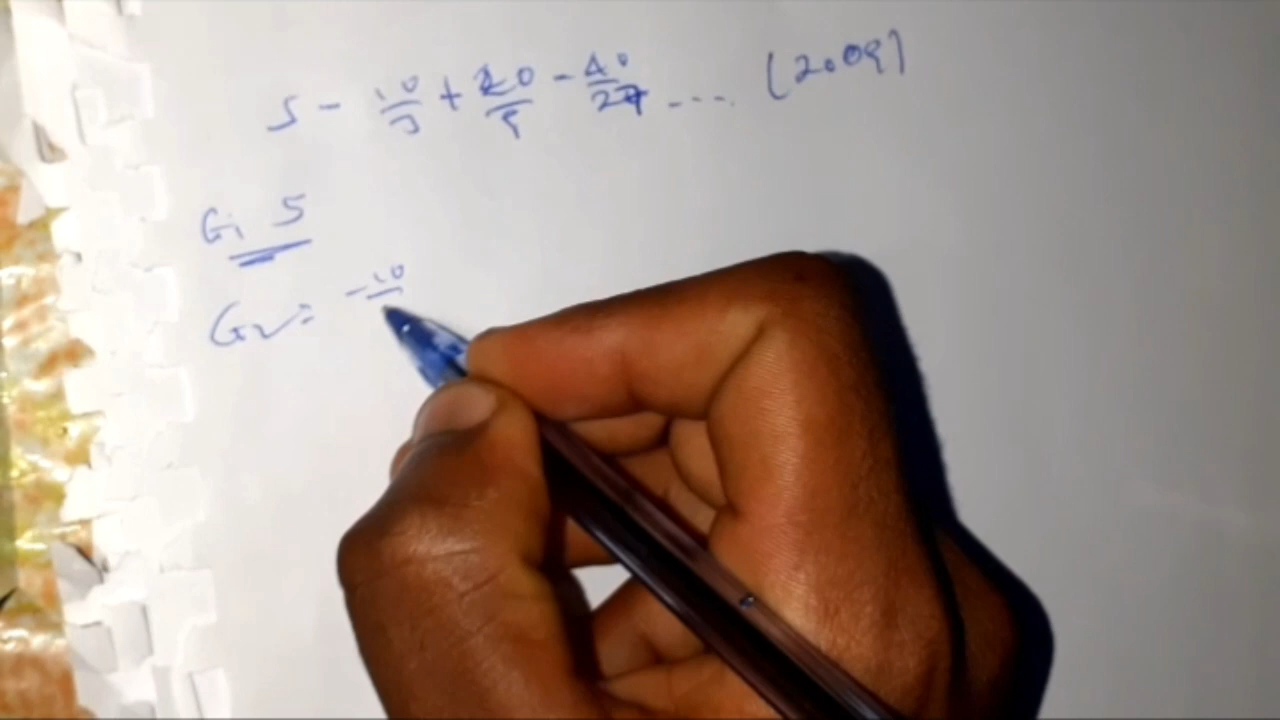 5 - 10/3 + 20/9 - 40/27 .... (2009)
G1 5
G2 = -10/